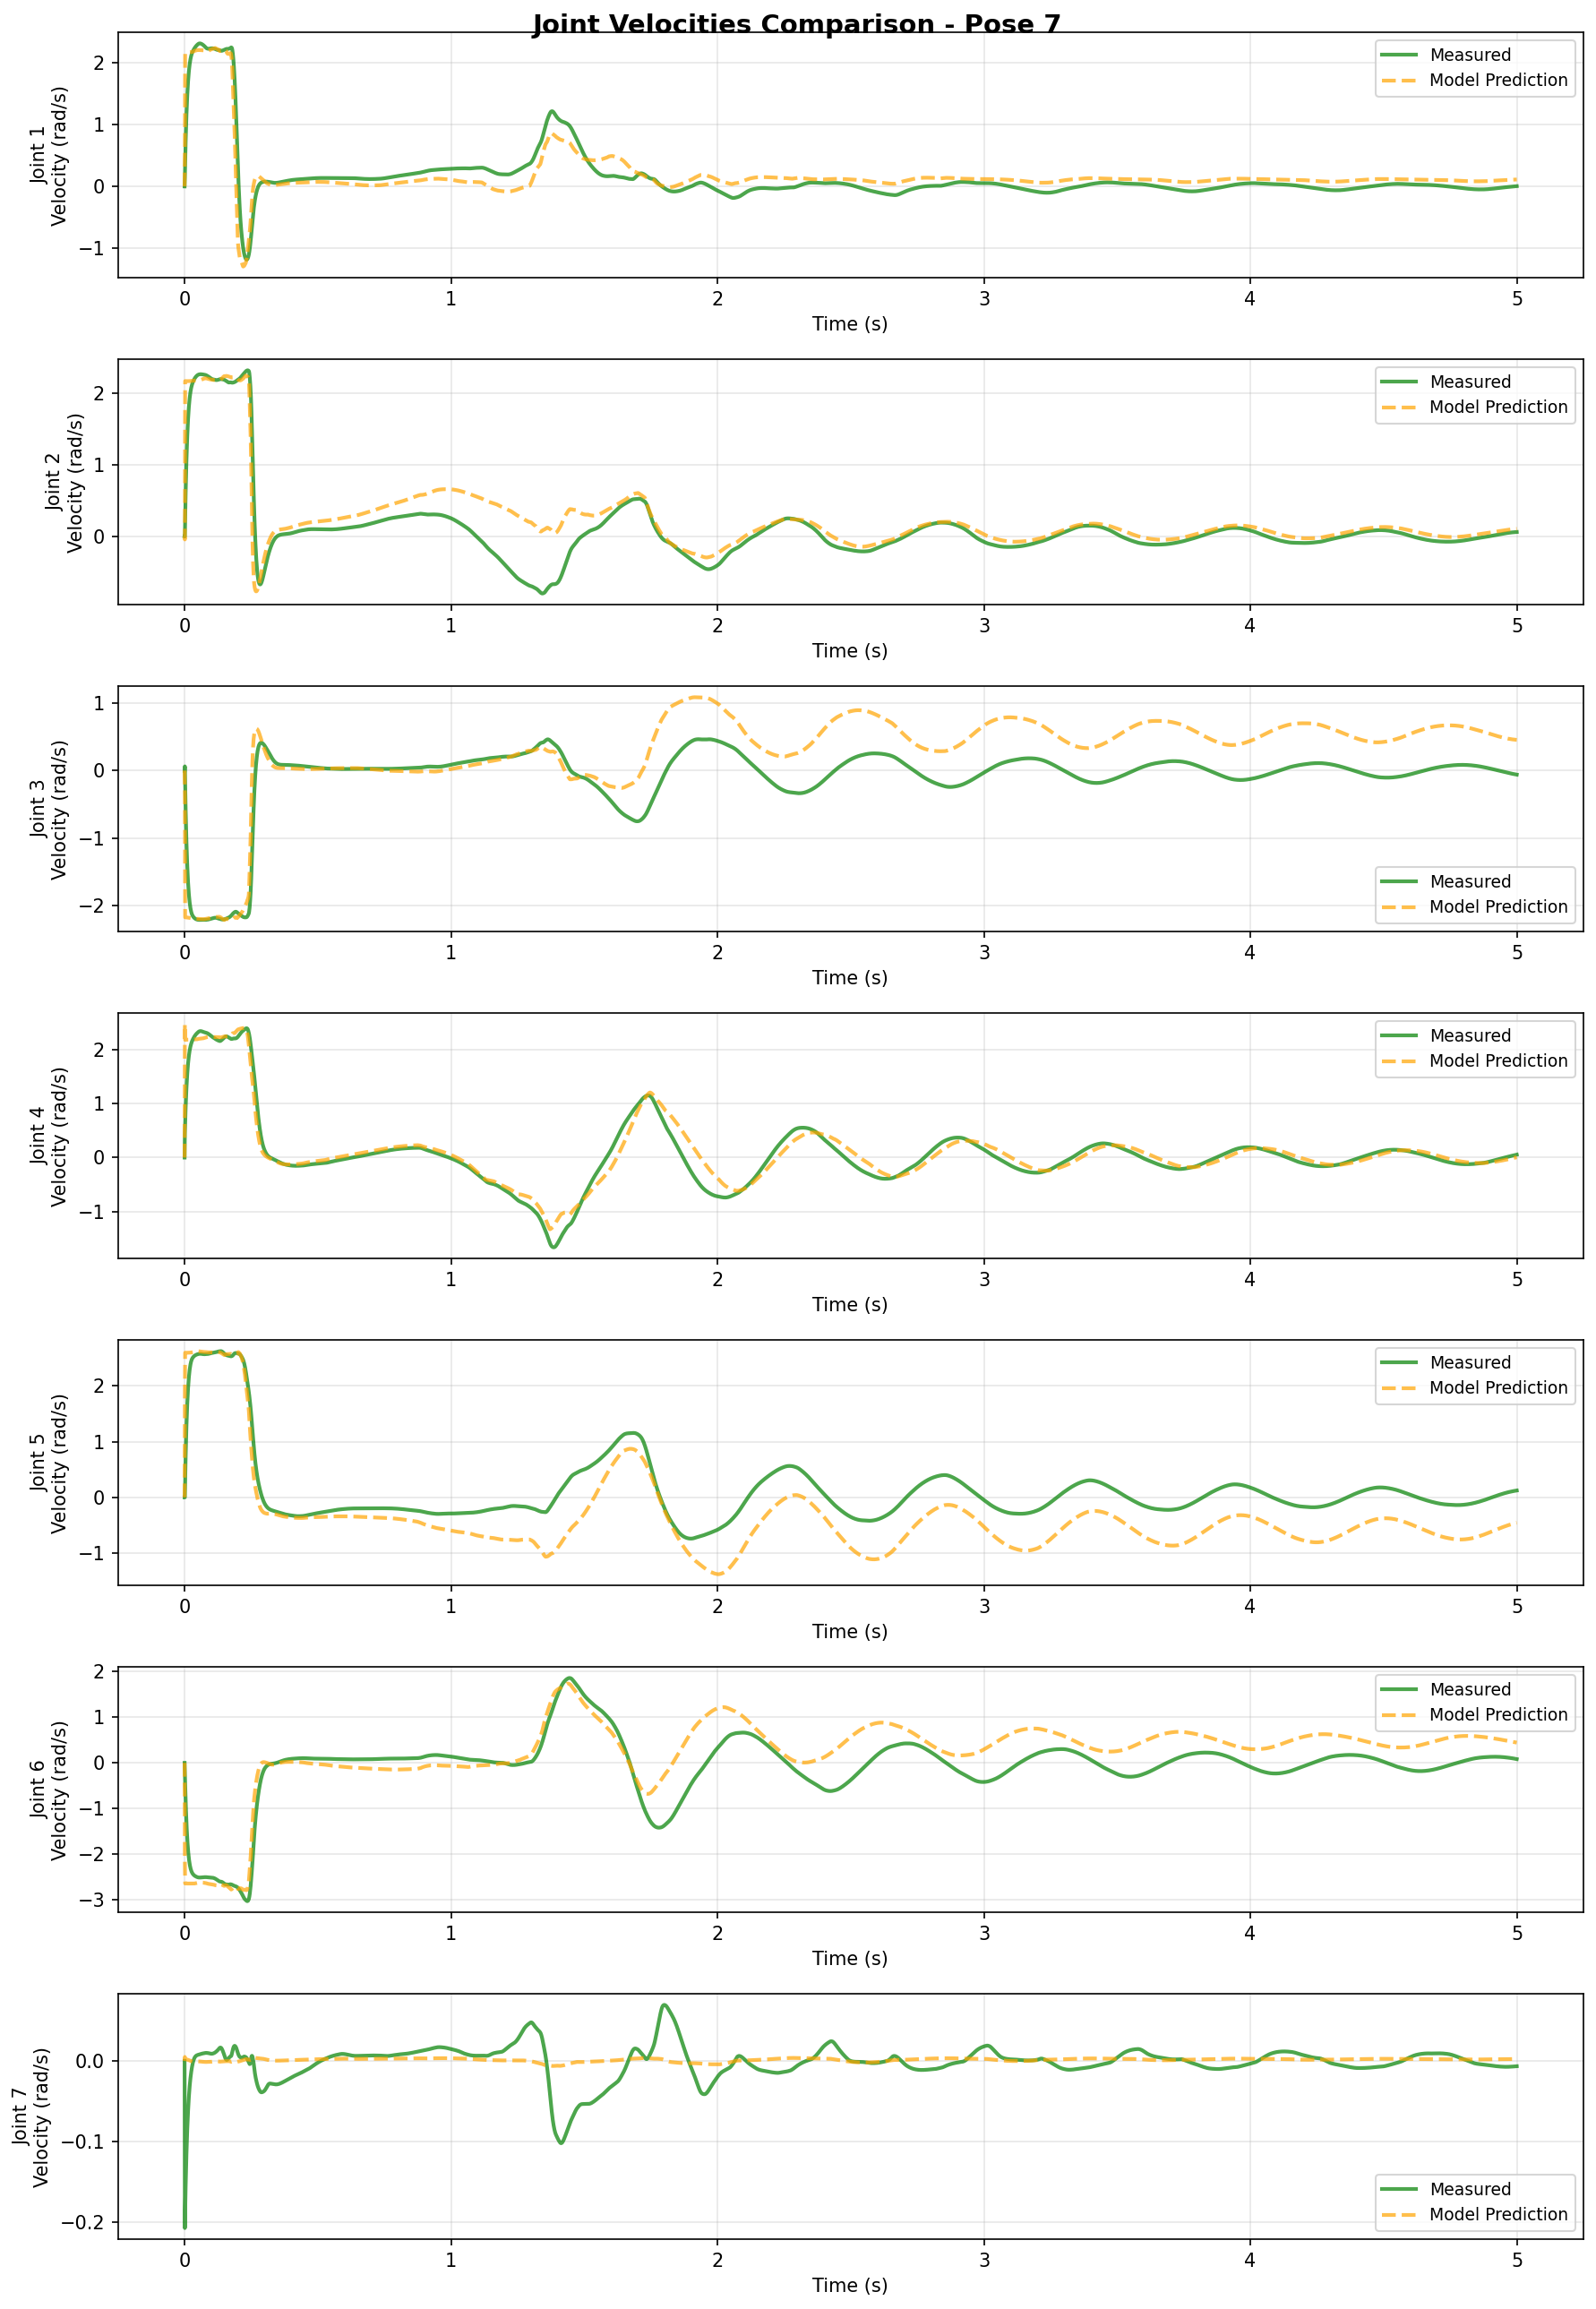 Joint Velocities Comparison - Pose 7
Joint 1
Velocity (rad/s)
2
1
0
−1
Measured
Model Prediction
0 1 2 3 4 5
Time (s)
Joint 2
Velocity (rad/s)
2
1
0
Measured
Model Prediction
0 1 2 3 4 5
Time (s)
Joint 3
Velocity (rad/s)
1
0
−1
−2
Measured
Model Prediction
0 1 2 3 4 5
Time (s)
Joint 4
Velocity (rad/s)
2
1
0
−1
Measured
Model Prediction
0 1 2 3 4 5
Time (s)
Joint 5
Velocity (rad/s)
2
1
0
−1
Measured
Model Prediction
0 1 2 3 4 5
Time (s)
Joint 6
Velocity (rad/s)
2
1
0
−1
−2
−3
Measured
Model Prediction
0 1 2 3 4 5
Time (s)
Joint 7
Velocity (rad/s)
0.0
−0.1
−0.2
Measured
Model Prediction
0 1 2 3 4 5
Time (s)